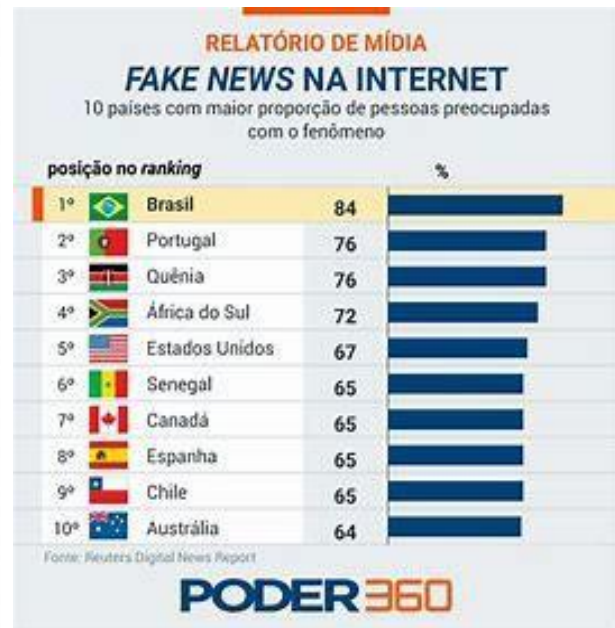 RELATÓRIO DE MÍDIA
FAKE NEWS NA INTERNET
10 países com maior proporção de pessoas preocupadas
com o fenômeno
posição no ranking %
1º Brasil 84
2º Portugal 76
3º Quênia 76
4º África do Sul 72
5º Estados Unidos 67
6º Senegal 65
7º Canadá 65
8º Espanha 65
9º Chile 65
10º Austrália 64
Fonte: Reuters Digital News Report
PODER360